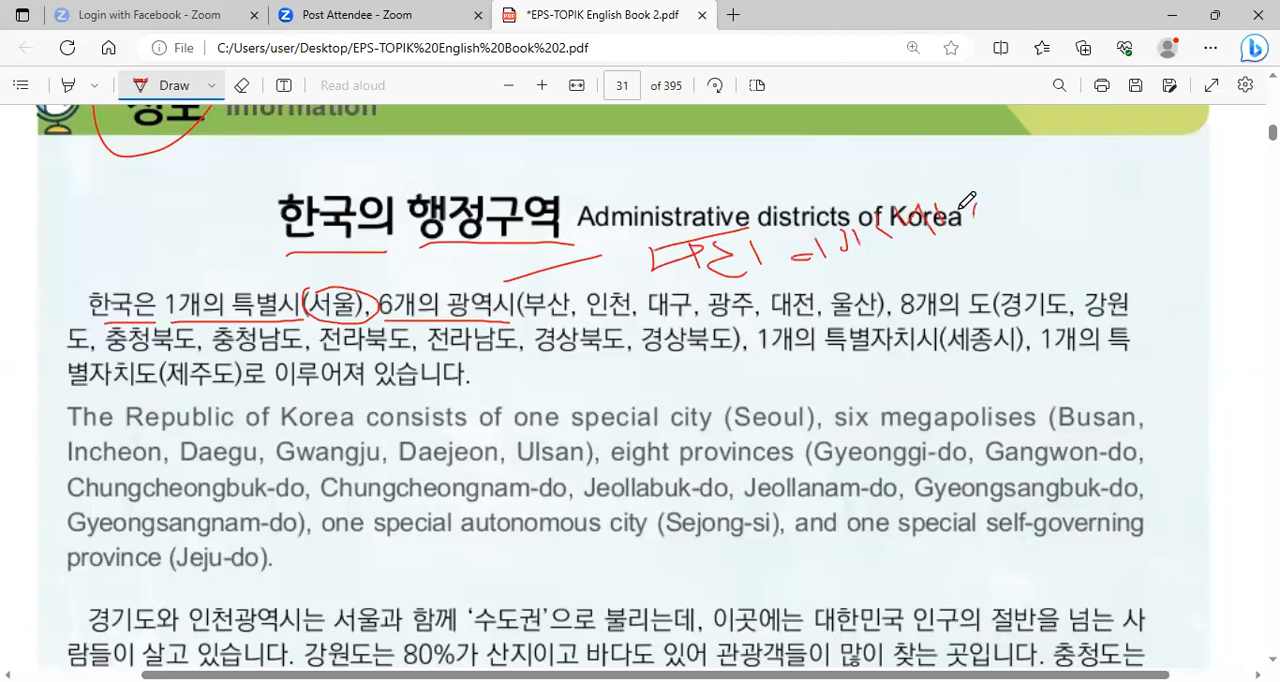 Login with Facebook - Zoom
Post Attendee - Zoom
*EPS-TOPIK English Book 2.pdf
File
C:/Users/user/Desktop/EPS-TOPIK%20English%20Book%202.pdf
Draw
Read aloud
31 of 395
정보 Information
한국의 행정구역 Administrative districts of Korea
한국은 1개의 특별시(서울), 6개의 광역시(부산, 인천, 대구, 광주, 대전, 울산), 8개의 도(경기도, 강원
도, 충청북도, 충청남도, 전라북도, 전라남도, 경상북도, 경상북도), 1개의 특별자치시(세종시), 1개의 특
별자치도(제주도)로 이루어져 있습니다.
The Republic of Korea consists of one special city (Seoul), six megapolises (Busan,
Incheon, Daegu, Gwangju, Daejeon, Ulsan), eight provinces (Gyeonggi-do, Gangwon-do,
Chungcheongbuk-do, Chungcheongnam-do, Jeollabuk-do, Jeollanam-do, Gyeongsangbuk-do,
Gyeongsangnam-do), one special autonomous city (Sejong-si), and one special self-governing
province (Jeju-do).
경기도와 인천광역시는 서울과 함께 ‘수도권’으로 불리는데, 이곳에는 대한민국 인구의 절반을 넘는 사
람들이 살고 있습니다. 강원도는 80%가 산지이고 바다도 있어 관광객들이 많이 찾는 곳입니다. 충청도는